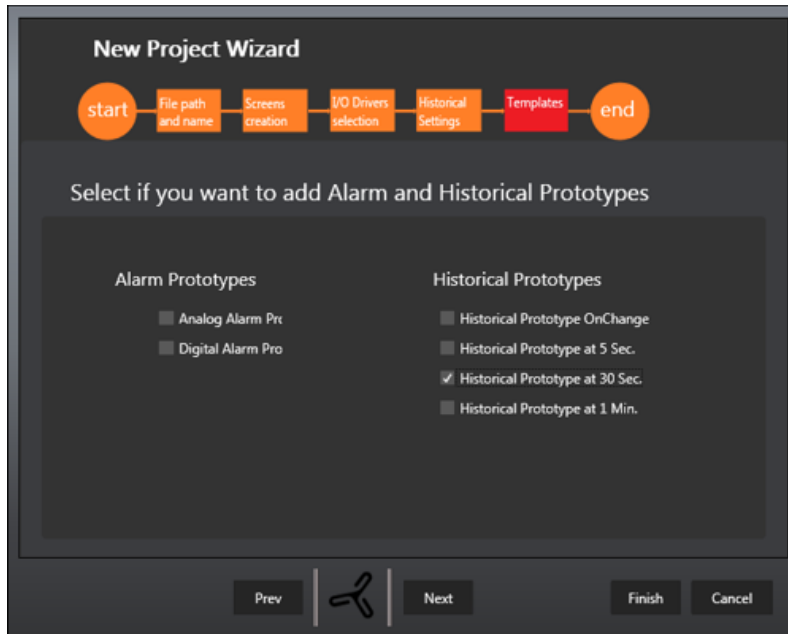 New Project Wizard
start
File path
and name
Screens
creation
I/O Drivers
selection
Historical
Settings
Templates
end
Select if you want to add Alarm and Historical Prototypes
Alarm Prototypes
Analog Alarm Prc
Digital Alarm Pro
Historical Prototypes
Historical Prototype OnChange
Historical Prototype at 5 Sec.
Historical Prototype at 30 Sec.
Historical Prototype at 1 Min.
Prev
Next
Finish
Cancel